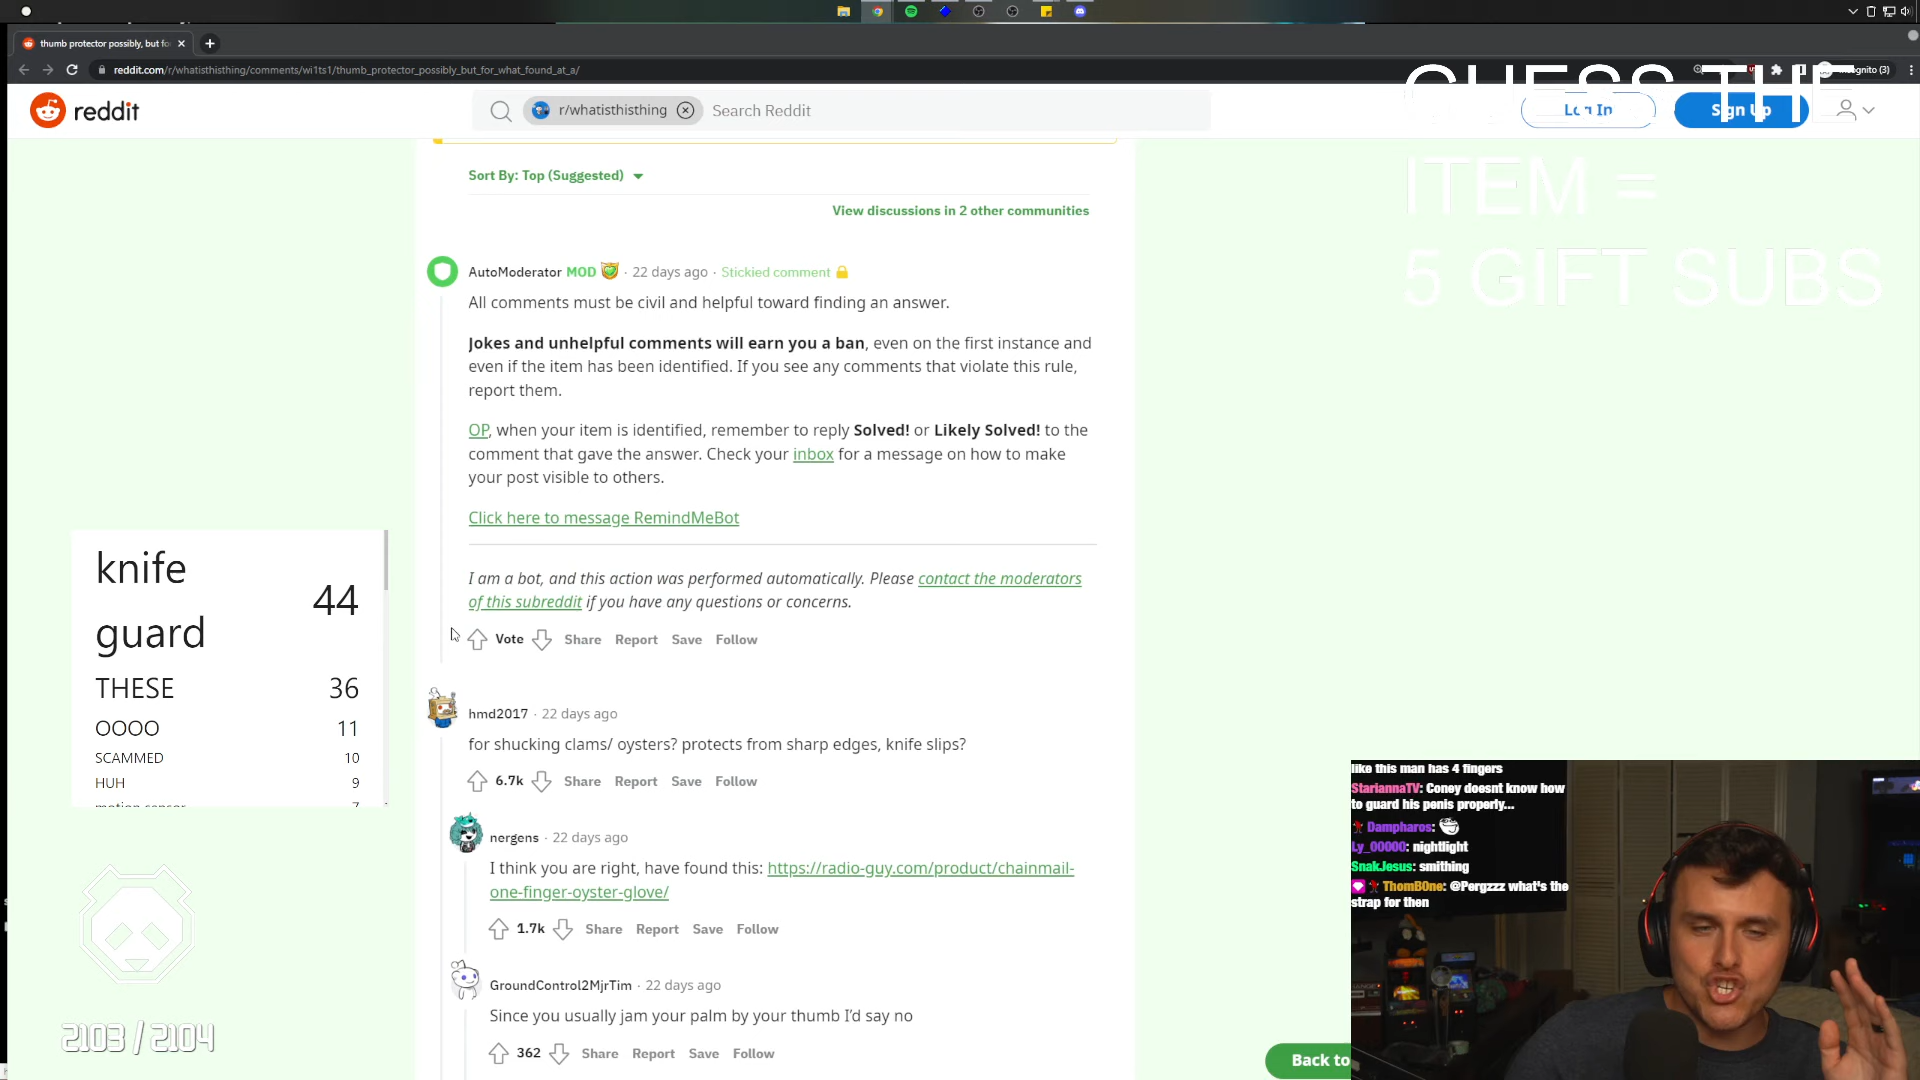 thumb protector possibly, but fo
reddit.com/r/whatisthisthing/comments/wi1ts1/thumb_protector_possibly_but_for_what_found_at_a/
Incognito (3)
reddit
r/whatisthisthing
Search Reddit
Log In
Sign Up
GUESS THE
ITEM =
5 GIFT SUBS
Sort By: Top (Suggested)
View discussions in 2 other communities
AutoModerator MOD · 22 days ago · Stickied comment
All comments must be civil and helpful toward finding an answer.
Jokes and unhelpful comments will earn you a ban, even on the first instance and
even if the item has been identified. If you see any comments that violate this rule,
report them.
OP, when your item is identified, remember to reply Solved! or Likely Solved! to the
comment that gave the answer. Check your inbox for a message on how to make
your post visible to others.
Click here to message RemindMeBot
I am a bot, and this action was performed automatically. Please contact the moderators
of this subreddit if you have any questions or concerns.
Vote Share Report Save Follow
hmd2017 · 22 days ago
for shucking clams/ oysters? protects from sharp edges, knife slips?
6.7k Share Report Save Follow
nergens · 22 days ago
I think you are right, have found this: https://radio-guy.com/product/chainmail-
one-finger-oyster-glove/
1.7k Share Report Save Follow
GroundControl2MjrTim · 22 days ago
Since you usually jam your palm by your thumb I'd say no
362 Share Report Save Follow
Back to
knife
guard 44
THESE 36
OOOO 11
SCAMMED 10
HUH 9
2103 / 2104
like this man has 4 fingers
StariannaTV: Coney doesnt know how
to guard his penis properly...
Dampharos:
Ly_00000: nightlight
SnakJesus: smithing
ThomBOne: @Pergzzz what's the
strap for then